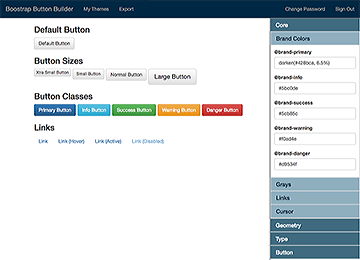 Boostrap Button Builder My Themes Export Change Password Sign Out
Default Button
Default Button
Button Sizes
Xtra Small Button Small Button Normal Button Large Button
Button Classes
Primary Button Info Button Success Button Warning Button Danger Button
Links
Link Link (Hover) Link (Active) Link (Disabled)
Core
Brand Colors
@brand-primary
darken(#428bca, 6.5%)
@brand-info
#5bc0de
@brand-success
#5cb85c
@brand-warning
#f0ad4e
@brand-danger
#d9534f
Grays
Links
Cursor
Geometry
Type
Button